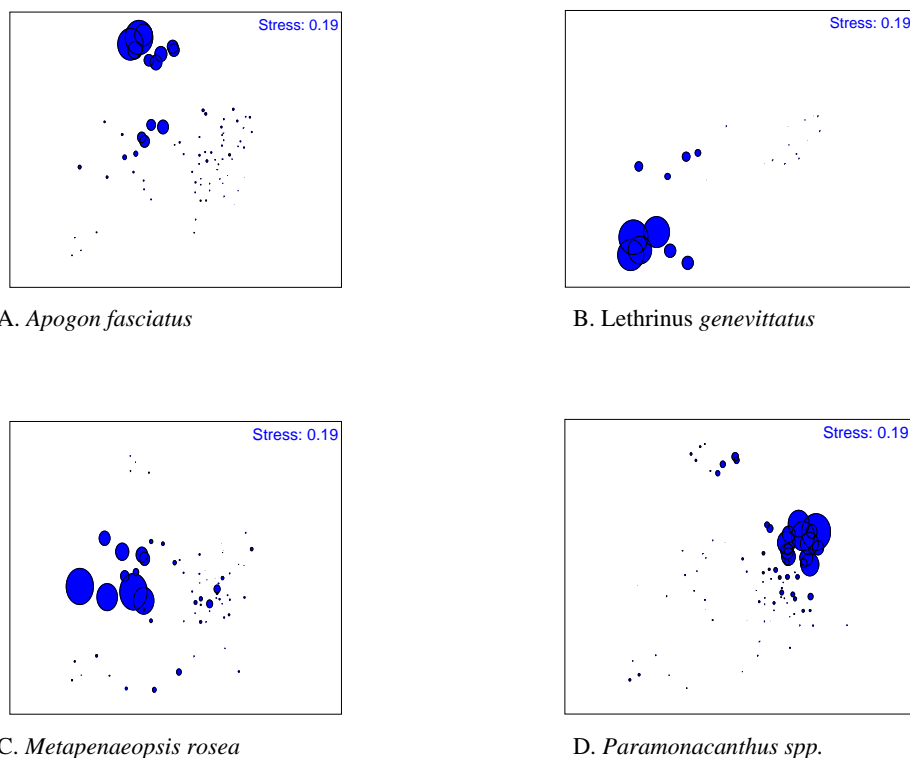 Stress: 0.19
Stress: 0.19
A. Apogon fasciatus
B. Lethrinus genevittatus
Stress: 0.19
Stress: 0.19
C. Metapenaeopsis rosea
D. Paramonacanthus spp.